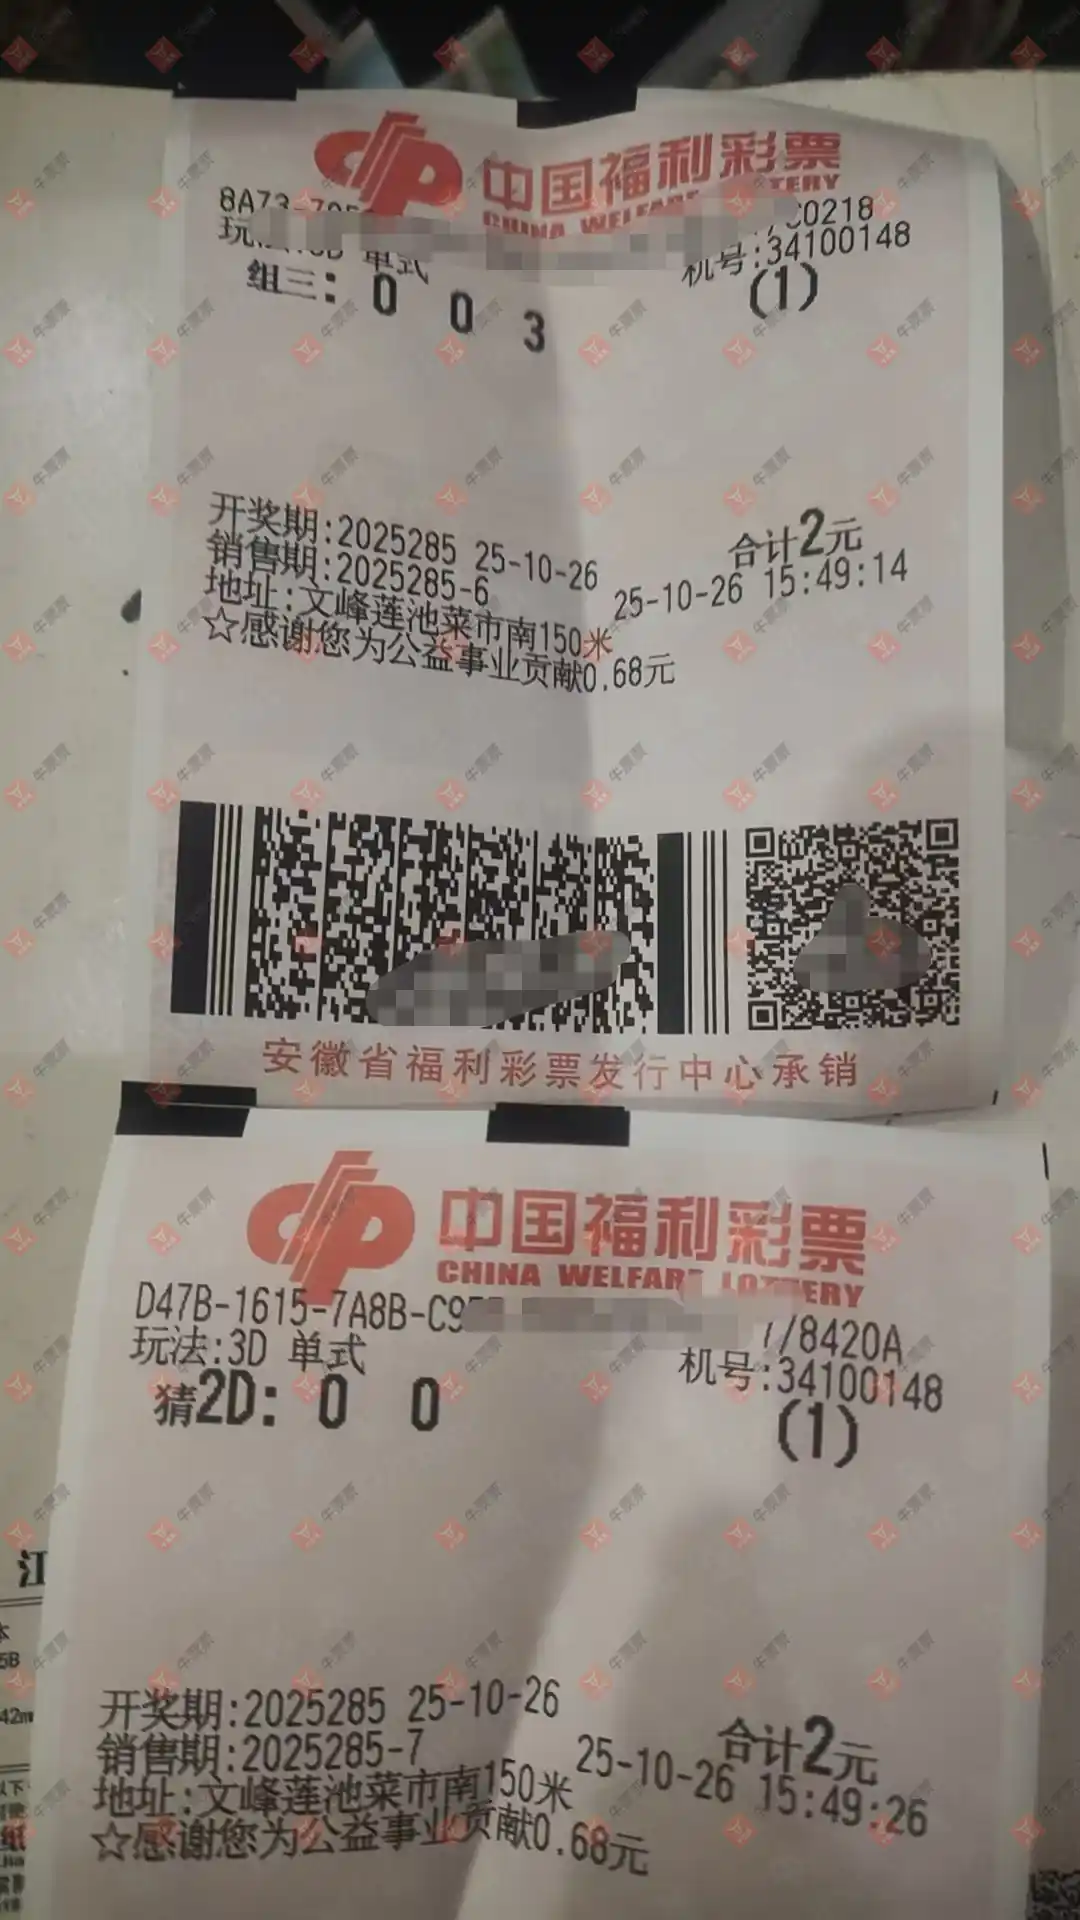 中国福利彩票
CHINA WELFARE LOTTERY
8A73-
C0218
玩法:3D 单式
机号:34100148
组三: 0 0 3
(1)
开奖期:2025285 25-10-26
合计2元
销售期:2025285-6
25-10-26 15:49:14
地址:文峰莲池菜市南150米
☆感谢您为公益事业贡献0.68元
安徽省福利彩票发行中心承销
中国福利彩票
CHINA WELFARE LOTTERY
D47B-1615-7A8B-C9
8420A
玩法:3D 单式
机号:34100148
猜2D: 0 0
(1)
开奖期:2025285 25-10-26
合计2元
销售期:2025285-7
25-10-26 15:49:26
地址:文峰莲池菜市南150米
☆感谢您为公益事业贡献0.68元
牛票票